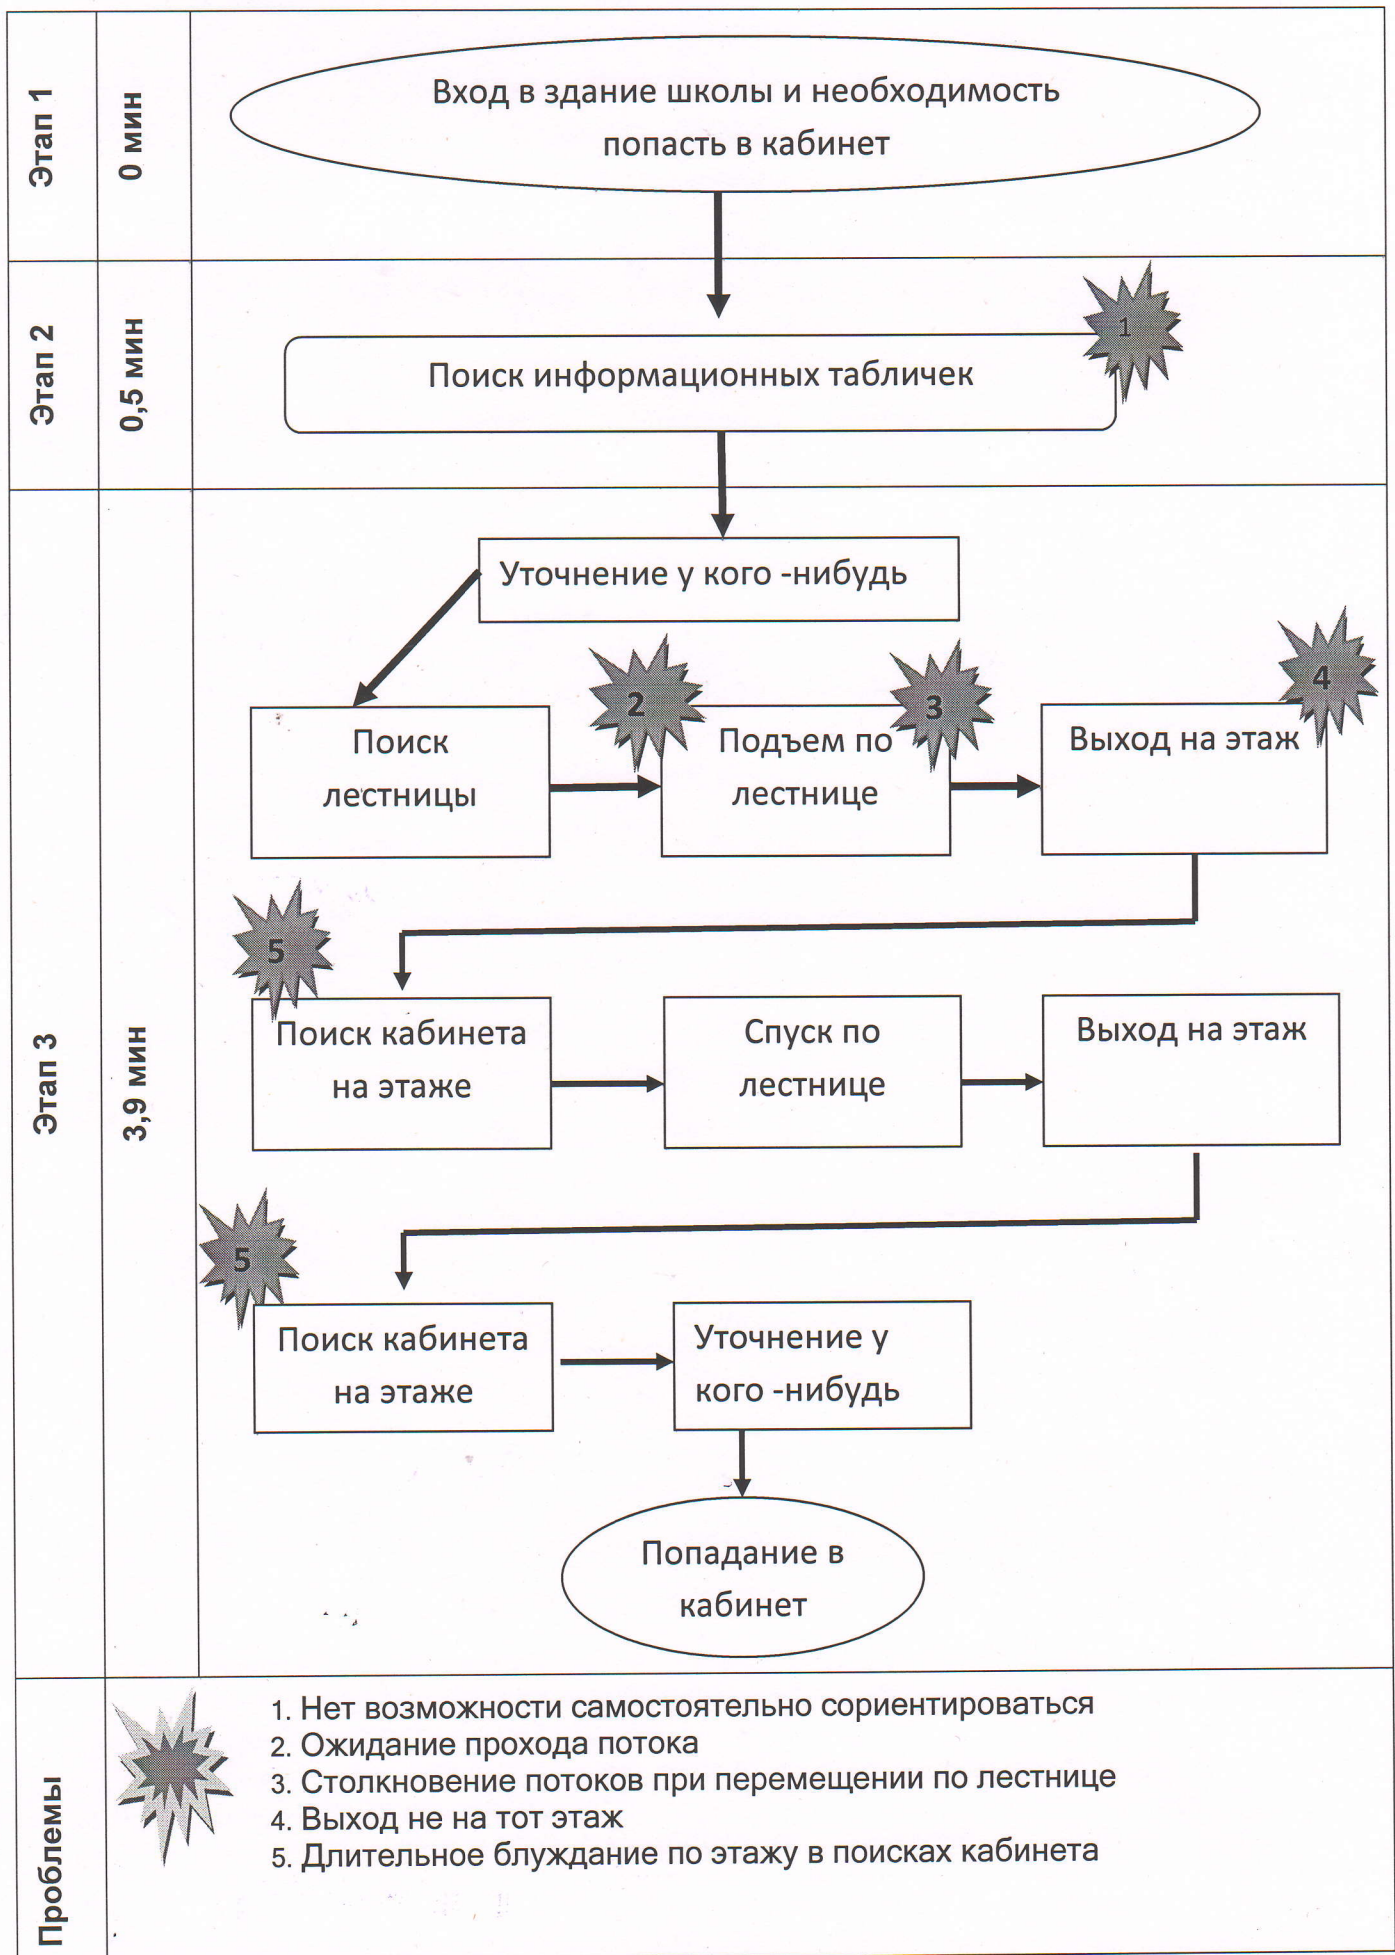 Этап 1
0 мин
Вход в здание школы и необходимость
попасть в кабинет
Этап 2
0,5 мин
1
Поиск информационных табличек
Этап 3
3,9 мин
Уточнение у кого -нибудь
Поиск
лестницы
2
Подъем по
лестнице
3
Выход на этаж
4
5
Поиск кабинета
на этаже
Спуск по
лестнице
Выход на этаж
5
Поиск кабинета
на этаже
Уточнение у
кого -нибудь
Попадание в
кабинет
Проблемы
1. Нет возможности самостоятельно сориентироваться
2. Ожидание прохода потока
3. Столкновение потоков при перемещении по лестнице
4. Выход не на тот этаж
5. Длительное блуждание по этажу в поисках кабинета